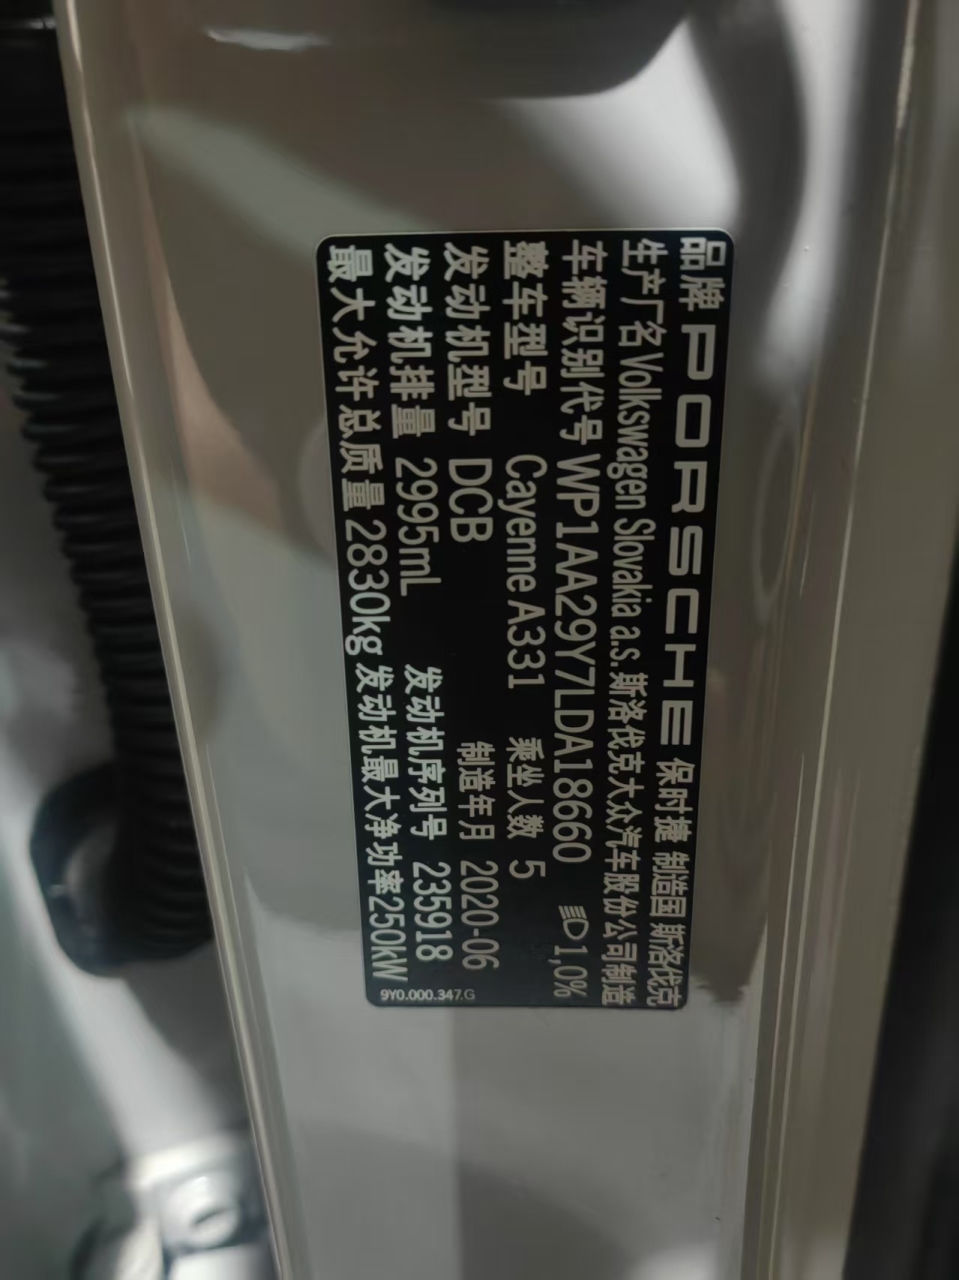 品牌 PORSCHE 保时捷 制造国 斯洛伐克
生产厂名 Volkswagen Slovakia a.s. 斯洛伐克大众汽车股份公司制造
车辆识别代号 WP1AA29Y7LDA18660 1,0%
整车型号 Cayenne A331 乘坐人数 5
发动机型号 DCB 制造年月 2020-06
发动机排量 2995mL 发动机序列号 235918
最大允许总质量 2830kg 发动机最大净功率 250kW
9Y0.000.347.G